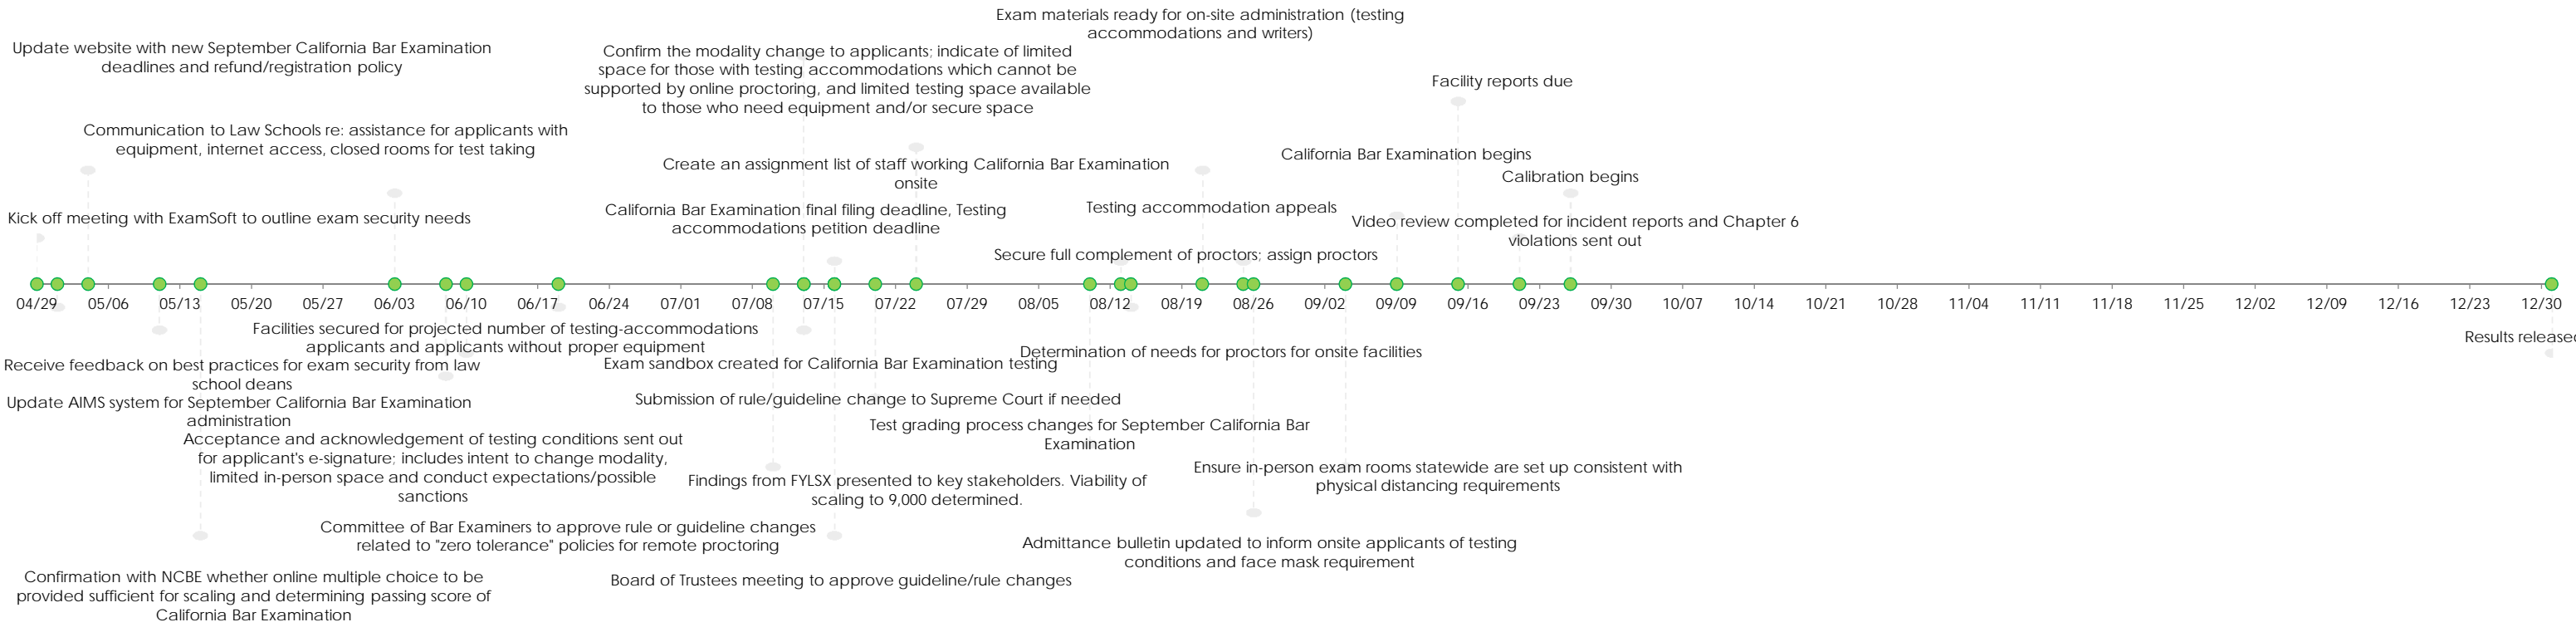 Exam materials ready for on-site administration (testing
accommodations and writers)
Update website with new September California Bar Examination
deadlines and refund/registration policy
Confirm the modality change to applicants; indicate of limited
space for those with testing accommodations which cannot be
supported by online proctoring, and limited testing space available
to those who need equipment and/or secure space
Facility reports due
Communication to Law Schools re: assistance for applicants with
equipment, internet access, closed rooms for test taking
Create an assignment list of staff working California Bar Examination
onsite
California Bar Examination begins
Calibration begins
Kick off meeting with ExamSoft to outline exam security needs
California Bar Examination final filing deadline, Testing
accommodations petition deadline
Testing accommodation appeals
Video review completed for incident reports and Chapter 6
violations sent out
Secure full complement of proctors; assign proctors
04/29 05/06 05/13 05/20 05/27 06/03 06/10 06/17 06/24 07/01 07/08 07/15 07/22 07/29 08/05 08/12 08/19 08/26 09/02 09/09 09/16 09/23 09/30 10/07 10/14 10/21 10/28 11/04 11/11 11/18 11/25 12/02 12/09 12/16 12/23 12/30
Facilities secured for projected number of testing-accommodations
applicants and applicants without proper equipment
Results released
Determination of needs for proctors for onsite facilities
Receive feedback on best practices for exam security from law
school deans
Exam sandbox created for California Bar Examination testing
Update AIMS system for September California Bar Examination
administration
Submission of rule/guideline change to Supreme Court if needed
Test grading process changes for September California Bar
Examination
Acceptance and acknowledgement of testing conditions sent out
for applicant's e-signature; includes intent to change modality,
limited in-person space and conduct expectations/possible
sanctions
Findings from FYLSX presented to key stakeholders. Viability of
scaling to 9,000 determined.
Ensure in-person exam rooms statewide are set up consistent with
physical distancing requirements
Committee of Bar Examiners to approve rule or guideline changes
related to "zero tolerance" policies for remote proctoring
Admittance bulletin updated to inform onsite applicants of testing
conditions and face mask requirement
Confirmation with NCBE whether online multiple choice to be
provided sufficient for scaling and determining passing score of
California Bar Examination
Board of Trustees meeting to approve guideline/rule changes